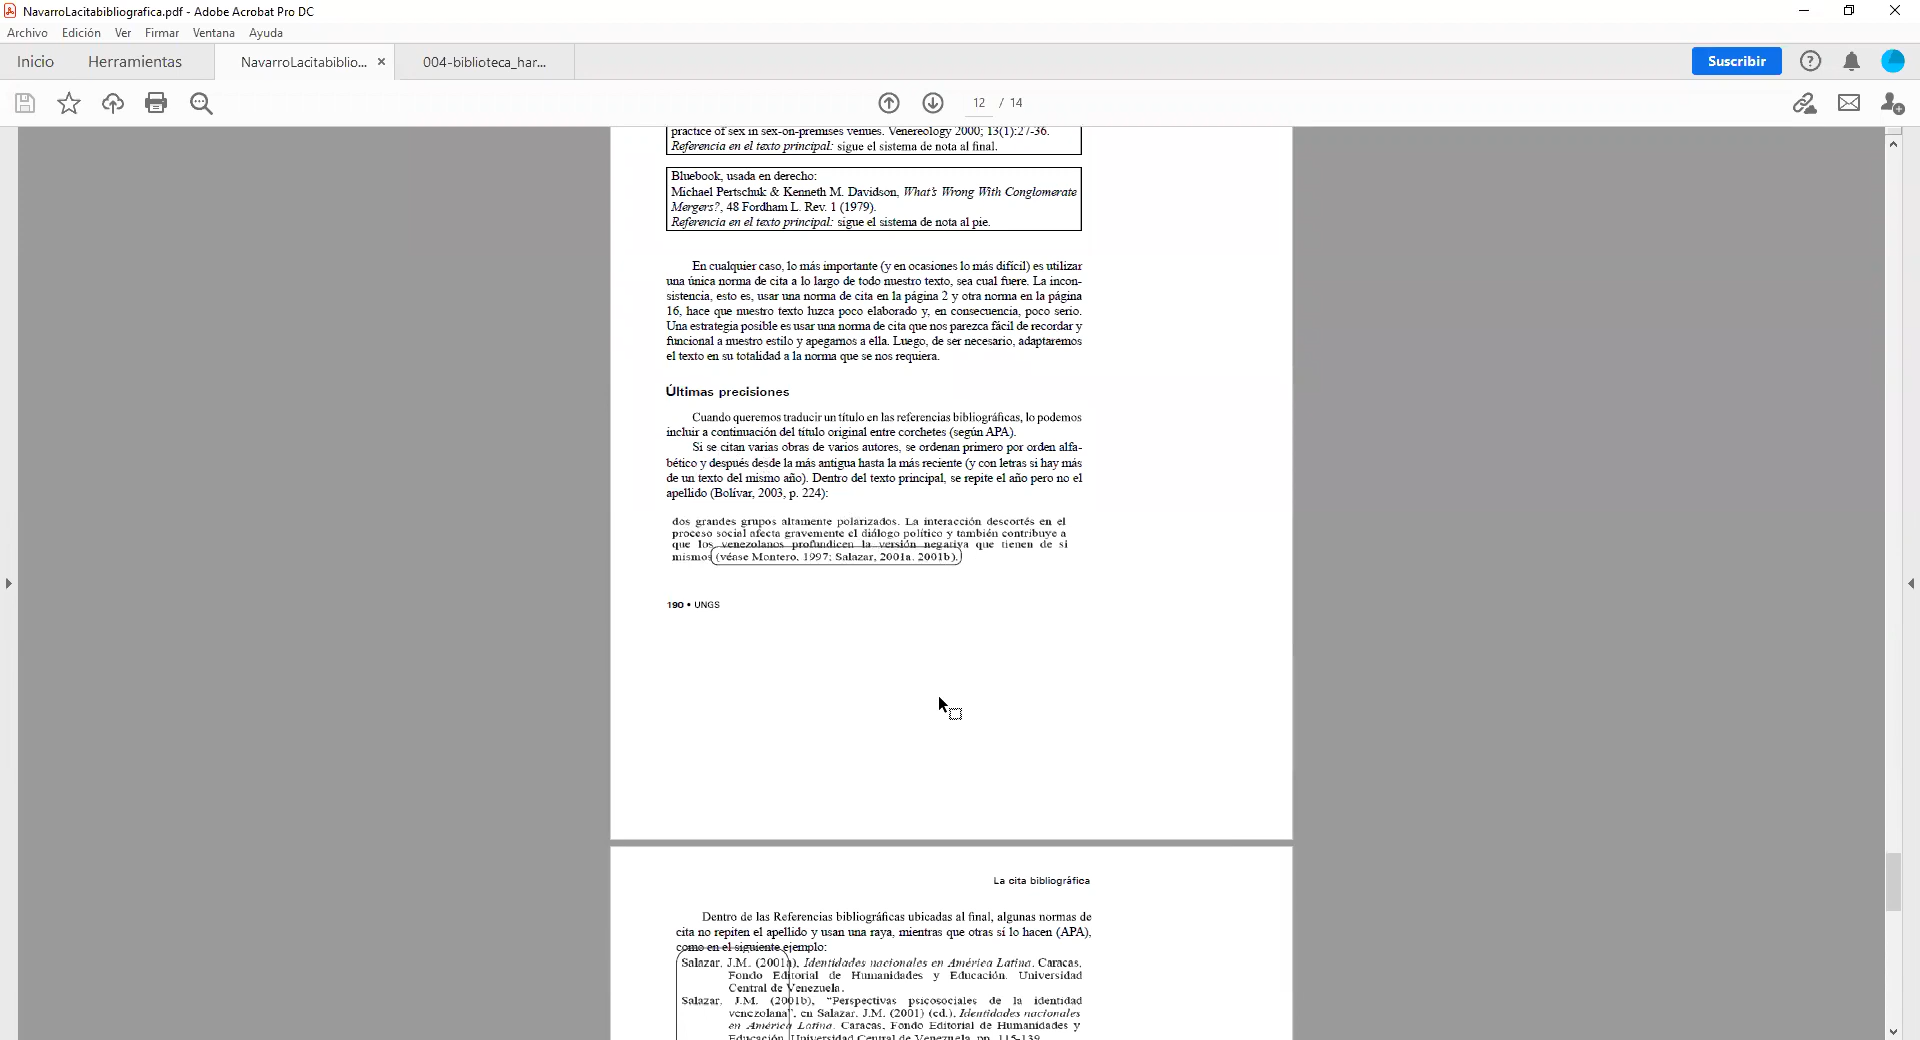 NavarroLacitabibliografica.pdf - Adobe Acrobat Pro DC
Archivo Edición Ver Firmar Ventana Ayuda
Inicio Herramientas NavarroLacitabiblio... × 004-biblioteca_har... Suscribir
12 / 14
practice of sex in sex-on-premises venues. Venereology 2000; 13(1):27-36.
Referencia en el texto principal: sigue el sistema de nota al final.
Bluebook, usada en derecho:
Michael Pertschuk & Kenneth M. Davidson, What's Wrong With Conglomerate
Mergers?, 48 Fordham L. Rev. 1 (1979).
Referencia en el texto principal: sigue el sistema de nota al pie.
En cualquier caso, lo más importante (y en ocasiones lo más difícil) es utilizar
una única norma de cita a lo largo de todo nuestro texto, sea cual fuere. La incon-
sistencia, esto es, usar una norma de cita en la página 2 y otra norma en la página
16, hace que nuestro texto luzca poco elaborado y, en consecuencia, poco serio.
Una estrategia posible es usar una norma de cita que nos parezca fácil de recordar y
funcional a nuestro estilo y apegarnos a ella. Luego, de ser necesario, adaptaremos
el texto en su totalidad a la norma que se nos requiera.
Últimas precisiones
Cuando queremos traducir un título en las referencias bibliográficas, lo podemos
incluir a continuación del título original entre corchetes (según APA).
Si se citan varias obras de varios autores, se ordenan primero por orden alfa-
bético y después desde la más antigua hasta la más reciente (y con letras si hay más
de un texto del mismo año). Dentro del texto principal, se repite el año pero no el
apellido (Bolívar, 2003, p. 224):
dos grandes grupos altamente polarizados. La interacción descortés en el
proceso social afecta gravemente el diálogo político y también contribuye a
que los venezolanos profundicen la versión negativa que tienen de sí
mismos (véase Montero, 1997; Salazar, 2001a, 2001b).
190 • UNGS
La cita bibliográfica
Dentro de las Referencias bibliográficas ubicadas al final, algunas normas de
cita no repiten el apellido y usan una raya, mientras que otras sí lo hacen (APA),
como en el siguiente ejemplo:
Salazar, J.M. (2001a), Identidades nacionales en América Latina. Caracas,
Fondo Editorial de Humanidades y Educación. Universidad
Central de Venezuela.
Salazar, J.M. (2001b), "Perspectivas psicosociales de la identidad
venezolana", en Salazar, J.M. (2001) (ed.), Identidades nacionales
en América Latina. Caracas, Fondo Editorial de Humanidades y
Educación, Universidad Central de Venezuela, pp. 115-139.